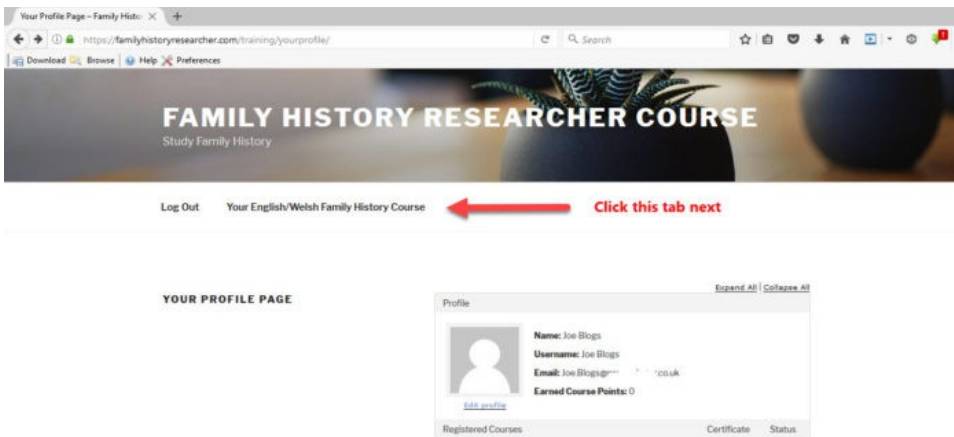 Your Profile Page – Family Histo
https://familyhistoryresearcher.com/training/yourprofile/
Search
Download Browse Help Preferences
FAMILY HISTORY RESEARCHER COURSE
Study Family History
Log Out Your English/Welsh Family History Course Click this tab next
Expand All | Collapse All
YOUR PROFILE PAGE
Profile
Name: Joe Blogs
Username: Joe Blogs
Email: Joe.Blogs@ .co.uk
Earned Course Points: 0
Edit profile
Registered Courses Certificate Status